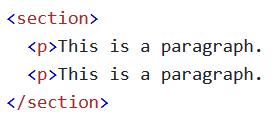 <section>
  <p>This is a paragraph.
  <p>This is a paragraph.
</section>